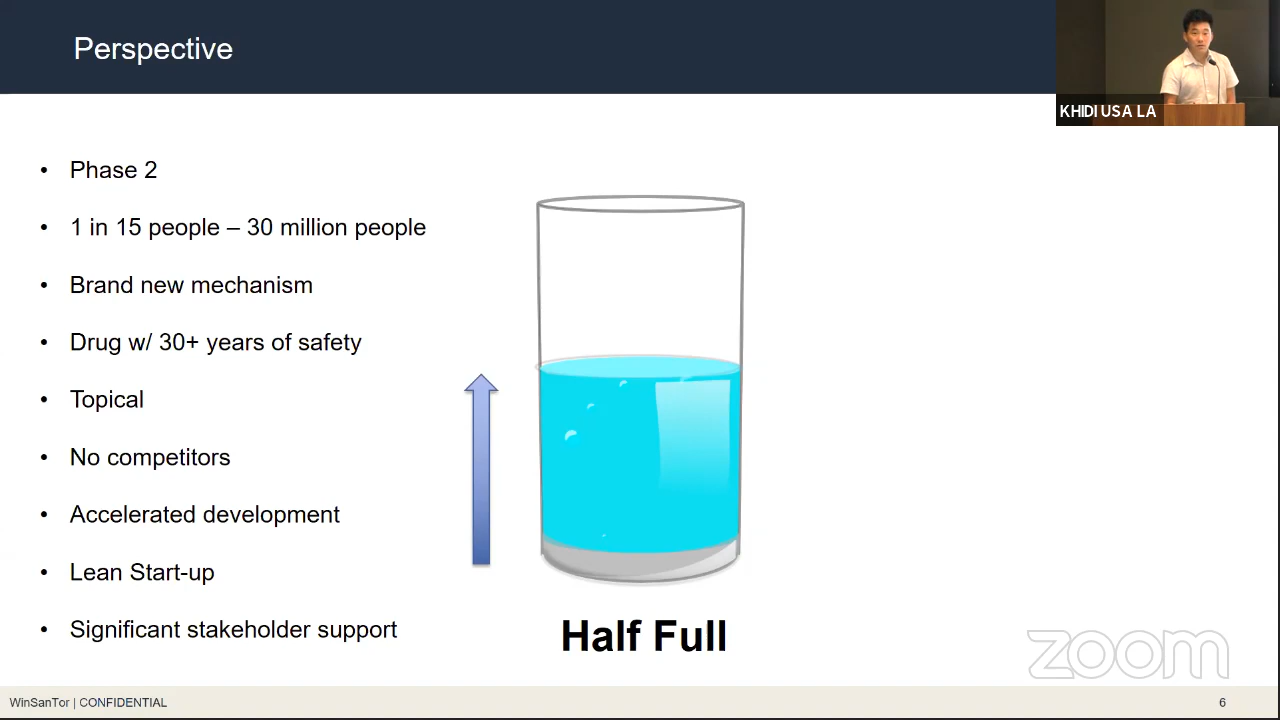 Perspective
KHIDI USA LA
• Phase 2
• 1 in 15 people – 30 million people
• Brand new mechanism
• Drug w/ 30+ years of safety
• Topical
• No competitors
• Accelerated development
• Lean Start-up
• Significant stakeholder support
Half Full
zoom
WinSanTor | CONFIDENTIAL
6